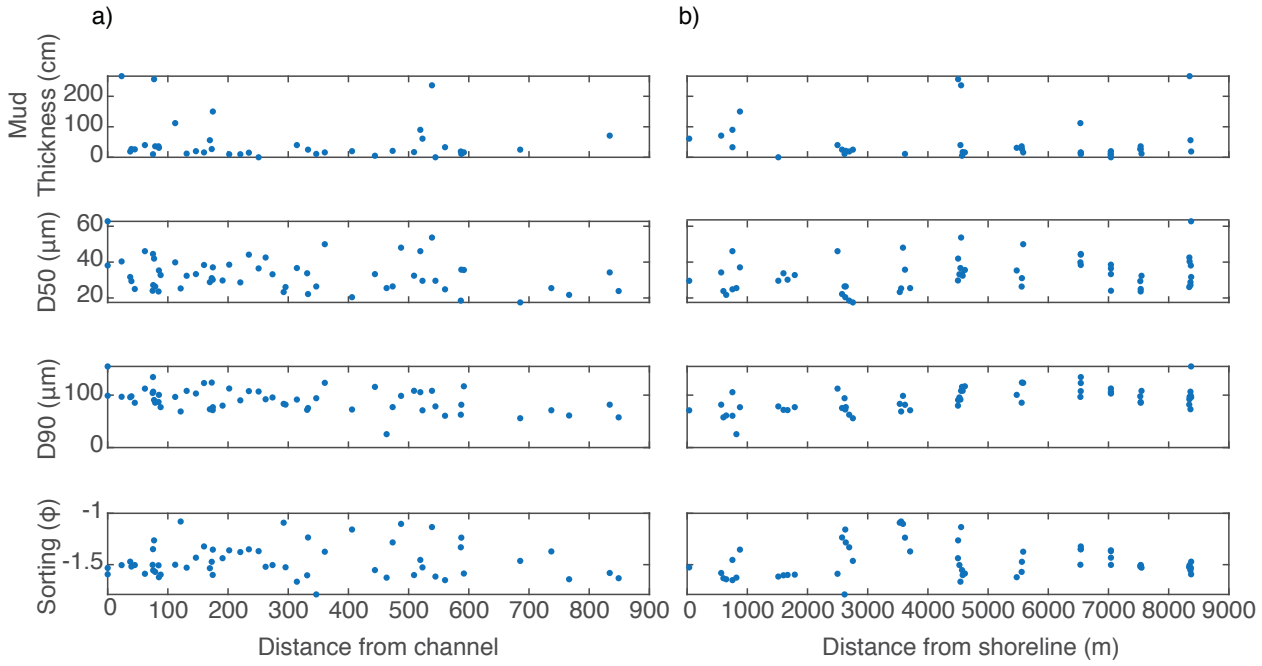 a)
b)
Mud
Thickness (cm)
200
100
0
D50 (μm)
60
40
20
D90 (μm)
100
0
Sorting (ϕ)
-1
-1.5
0 100 200 300 400 500 600 700 800 900
0 1000 2000 3000 4000 5000 6000 7000 8000 9000
Distance from channel
Distance from shoreline (m)